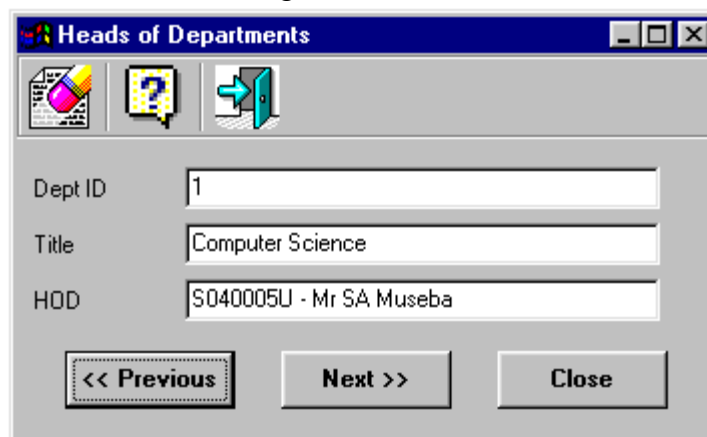 Heads of Departments
Dept ID 1
Title Computer Science
HOD S040005U - Mr SA Museba
<< Previous Next >> Close